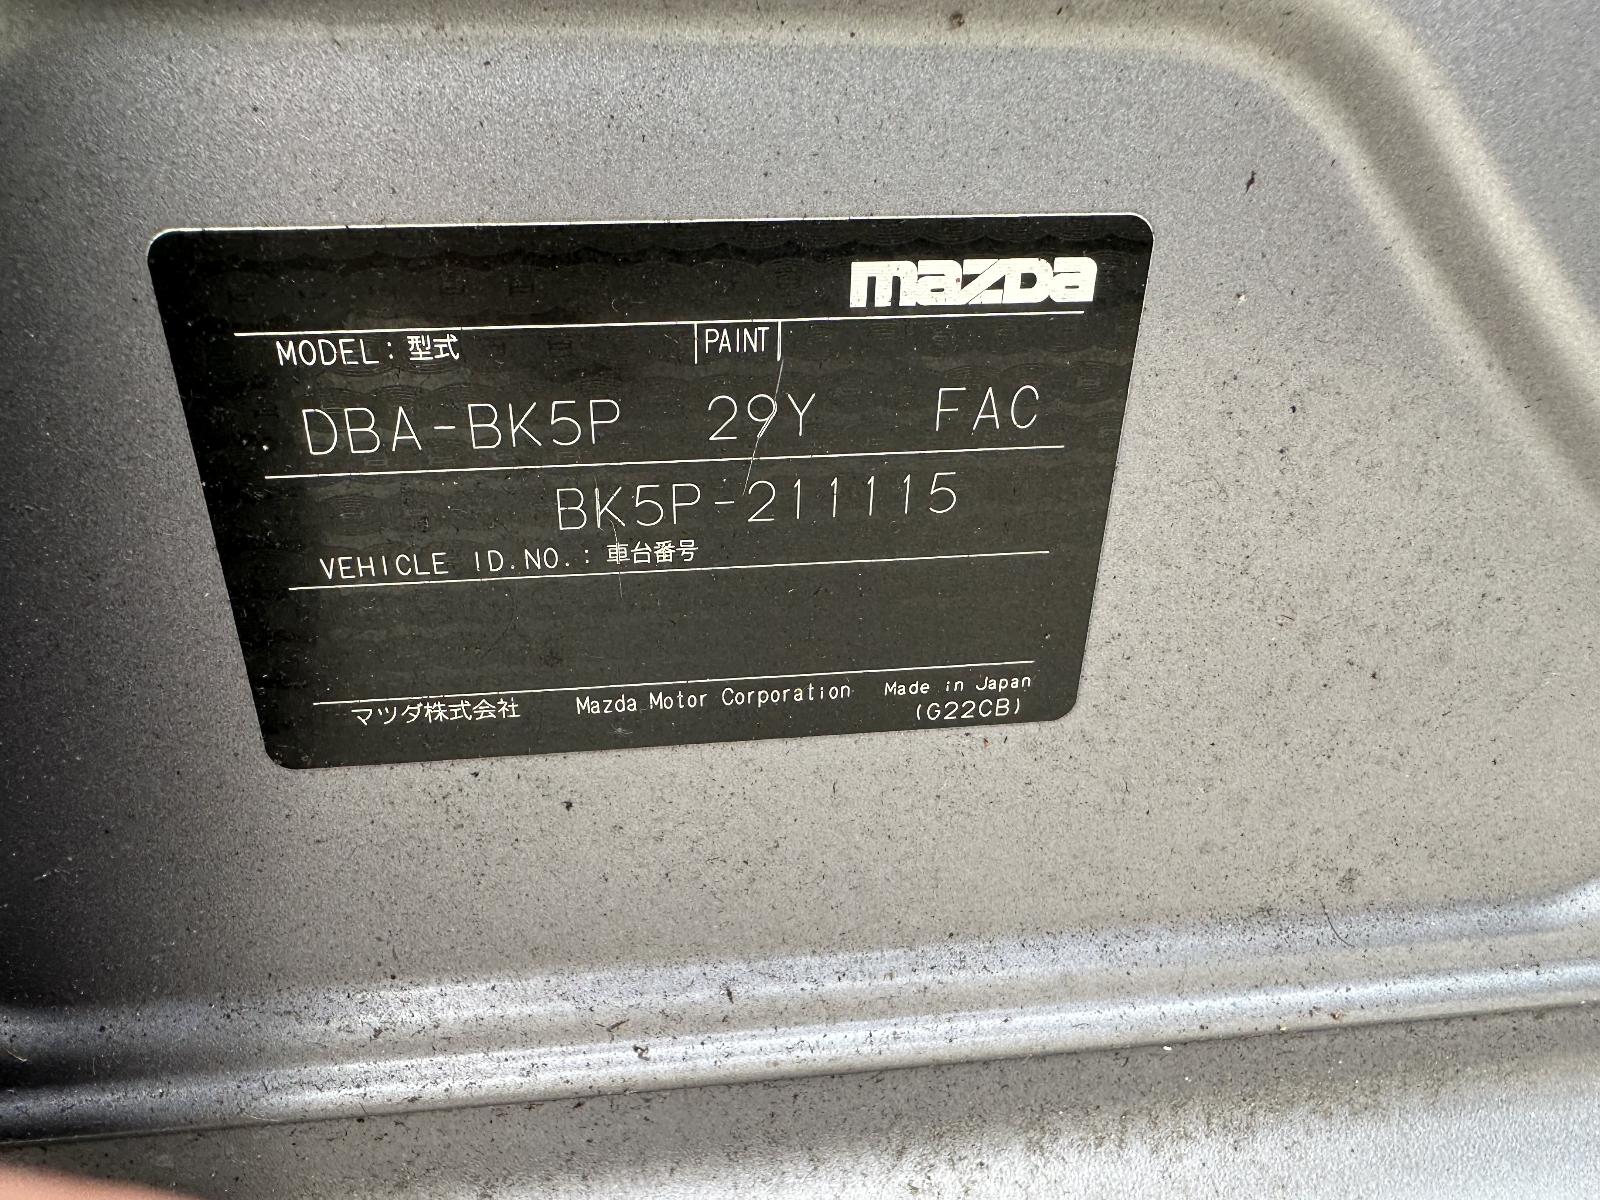 mazda
MODEL: 型式 PAINT
DBA-BK5P 29Y FAC
BK5P-211115
VEHICLE ID.NO.: 車台番号
マツダ株式会社 Mazda Motor Corporation Made in Japan
(G22CB)